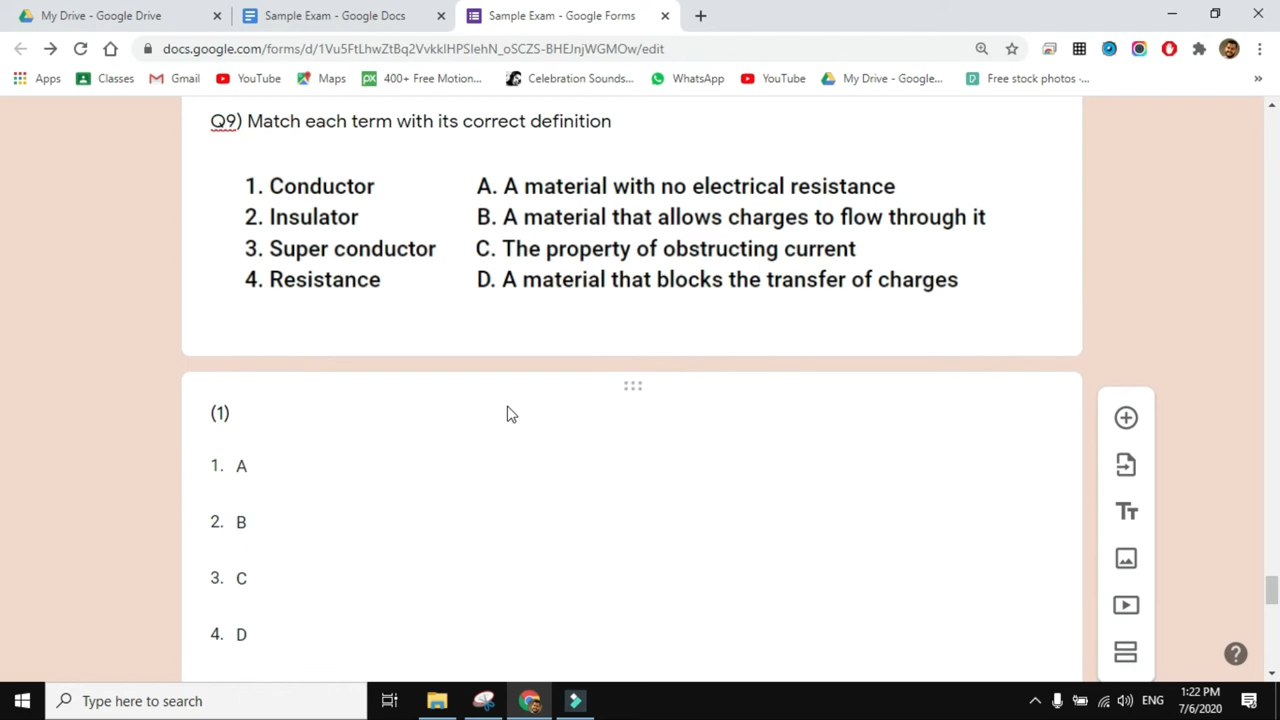 My Drive - Google Drive
Sample Exam - Google Docs
Sample Exam - Google Forms
docs.google.com/forms/d/1Vu5FtLhwZtBq2VvkklHPSlehN_oSCZS-BHEJnjWGMOw/edit
Apps
Classes
Gmail
YouTube
Maps
px
400+ Free Motion...
Celebration Sounds...
WhatsApp
YouTube
My Drive - Google...
Free stock photos -...
»
Q9) Match each term with its correct definition
1. Conductor A. A material with no electrical resistance
2. Insulator B. A material that allows charges to flow through it
3. Super conductor C. The property of obstructing current
4. Resistance D. A material that blocks the transfer of charges
(1)
1. A
2. B
3. C
4. D
Tт
Type here to search
ENG
1:22 PM
7/6/2020